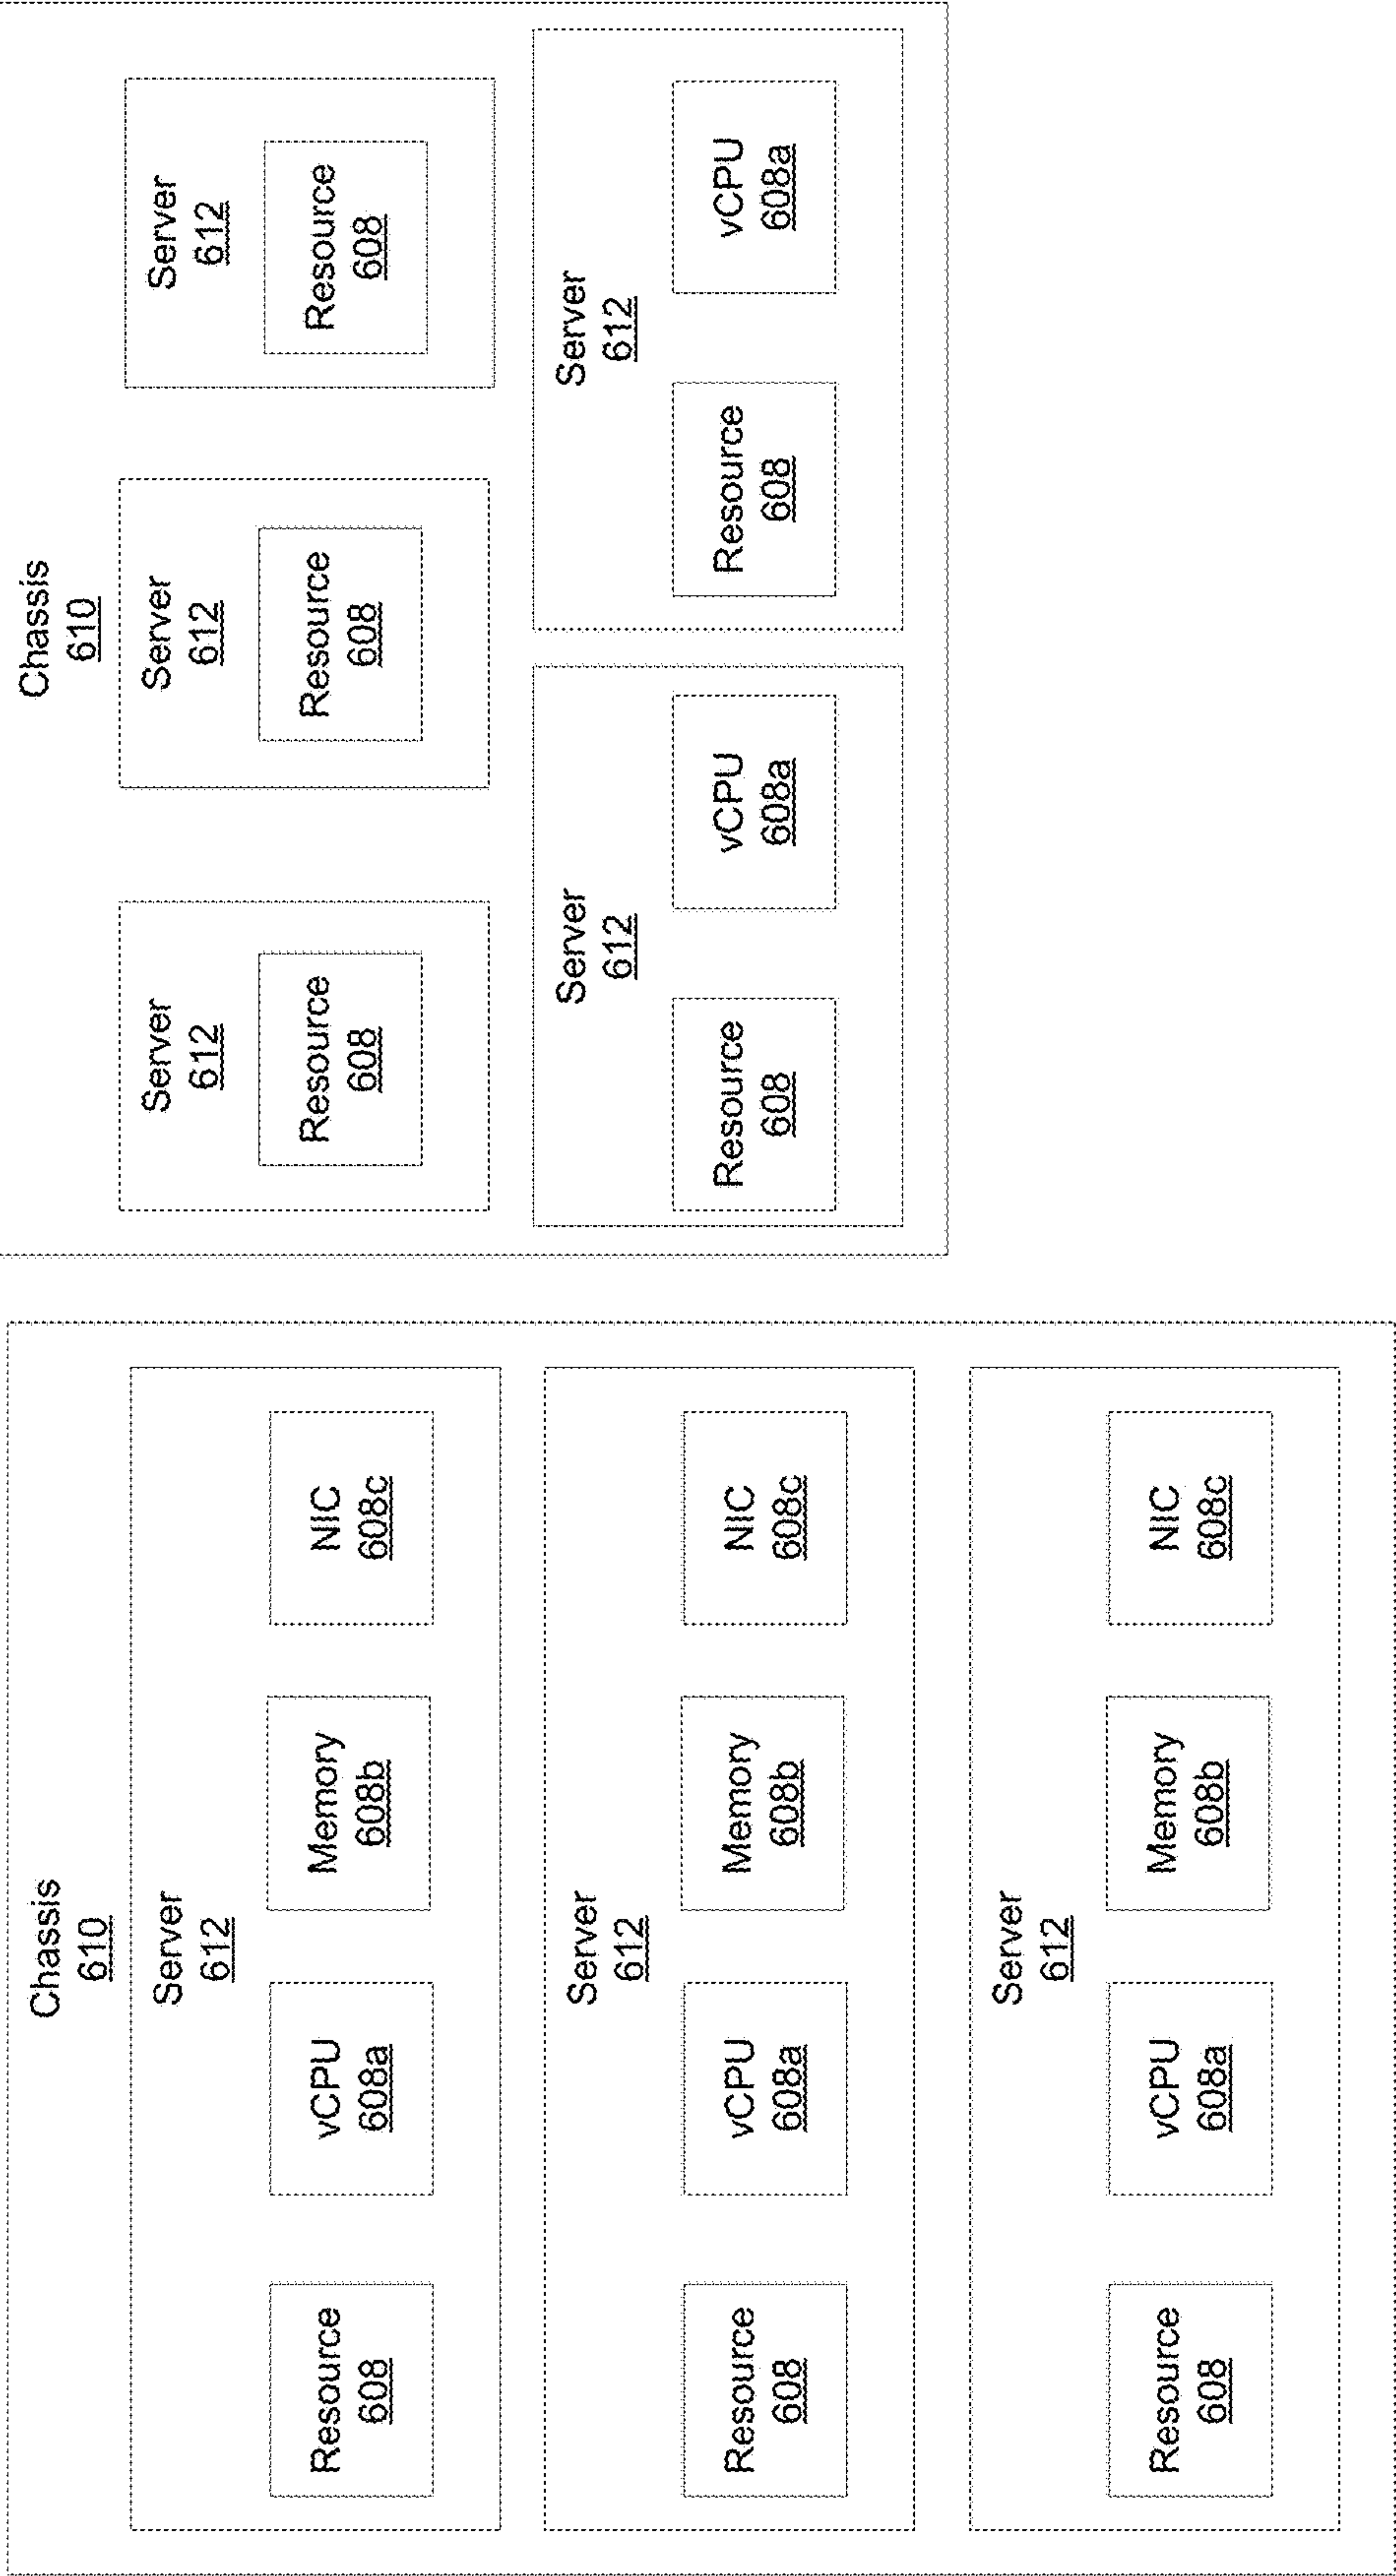 Chassis
610
Server
612
Resource
608
vCPU
608a
Memory
608b
NIC
608c
Server
612
Resource
608
vCPU
608a
Memory
608b
NIC
608c
Server
612
Resource
608
vCPU
608a
Memory
608b
NIC
608c
Chassis
610
Server
612
Resource
608
Server
612
Resource
608
Server
612
Resource
608
Server
612
Resource
608
vCPU
608a
Server
612
Resource
608
vCPU
608a